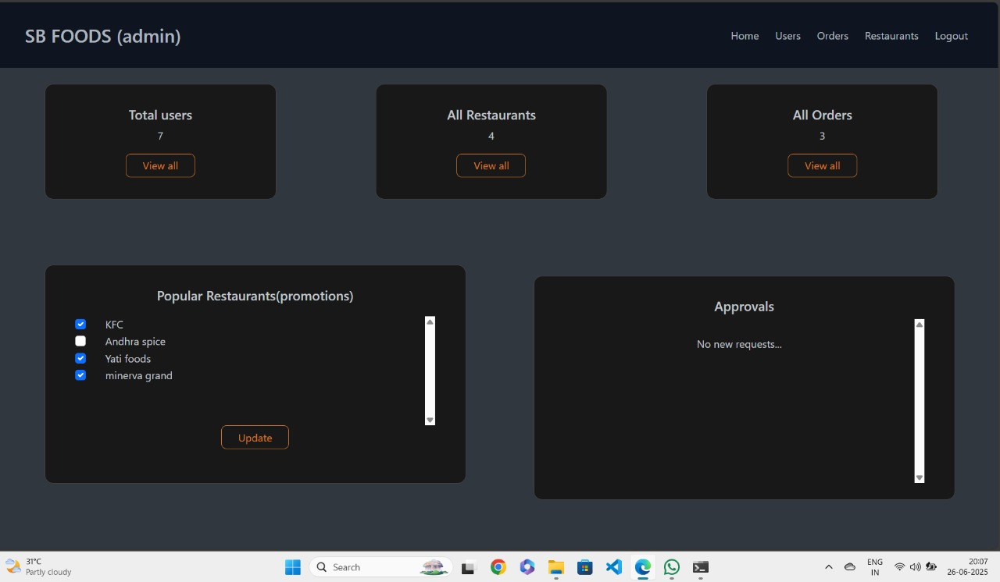 SB FOODS (admin)
Home Users Orders Restaurants Logout
Total users
7
View all
All Restaurants
4
View all
All Orders
3
View all
Popular Restaurants(promotions)
KFC
Andhra spice
Yati foods
minerva grand
Update
Approvals
No new requests...
31°C
Partly cloudy
Search
ENG
IN
20:07
26-06-2025